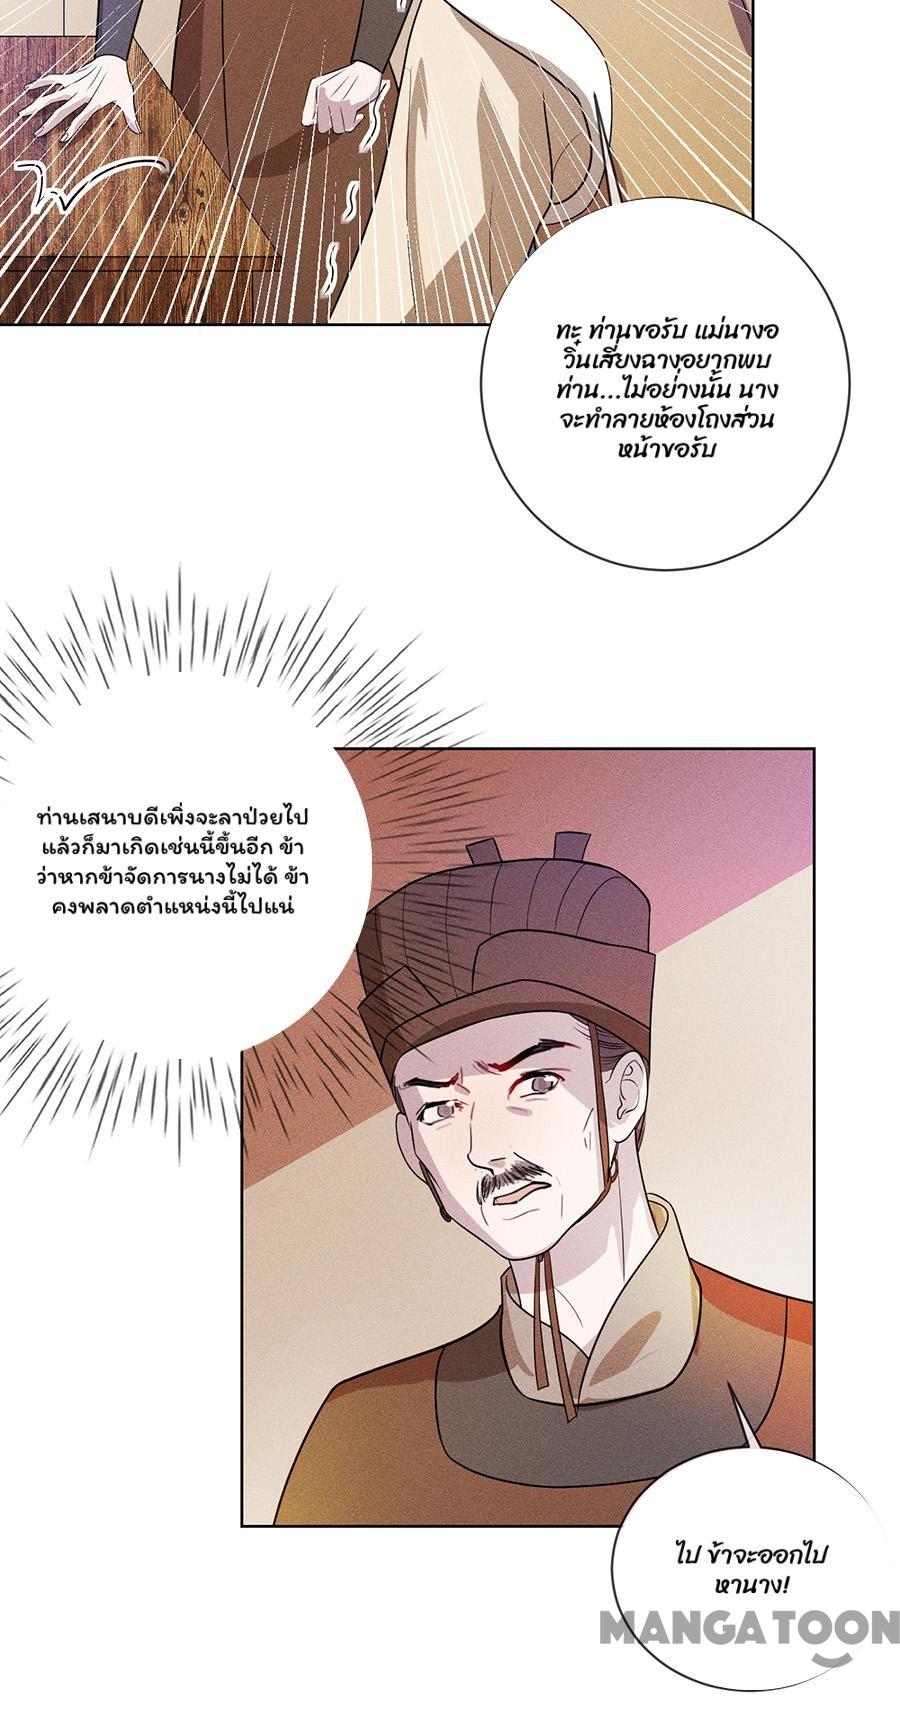 ทะ ท่านขอรับ แม่นางอ
วิ๋นเสี่ยงฉางอยากพบ
ท่าน...ไม่อย่างนั้น นาง
จะทำลายห้องโถงส่วน
หน้าขอรับ
ท่านเสนาบดีเพิ่งจะลาป่วยไป
แล้วก็มาเกิดเช่นนี้ขึ้นอีก ข้า
ว่าหากข้าจัดการนางไม่ได้ ข้า
คงพลาดตำแหน่งนี้ไปแน่
ไป ข้าจะออกไป
หานาง!
MANGATOON